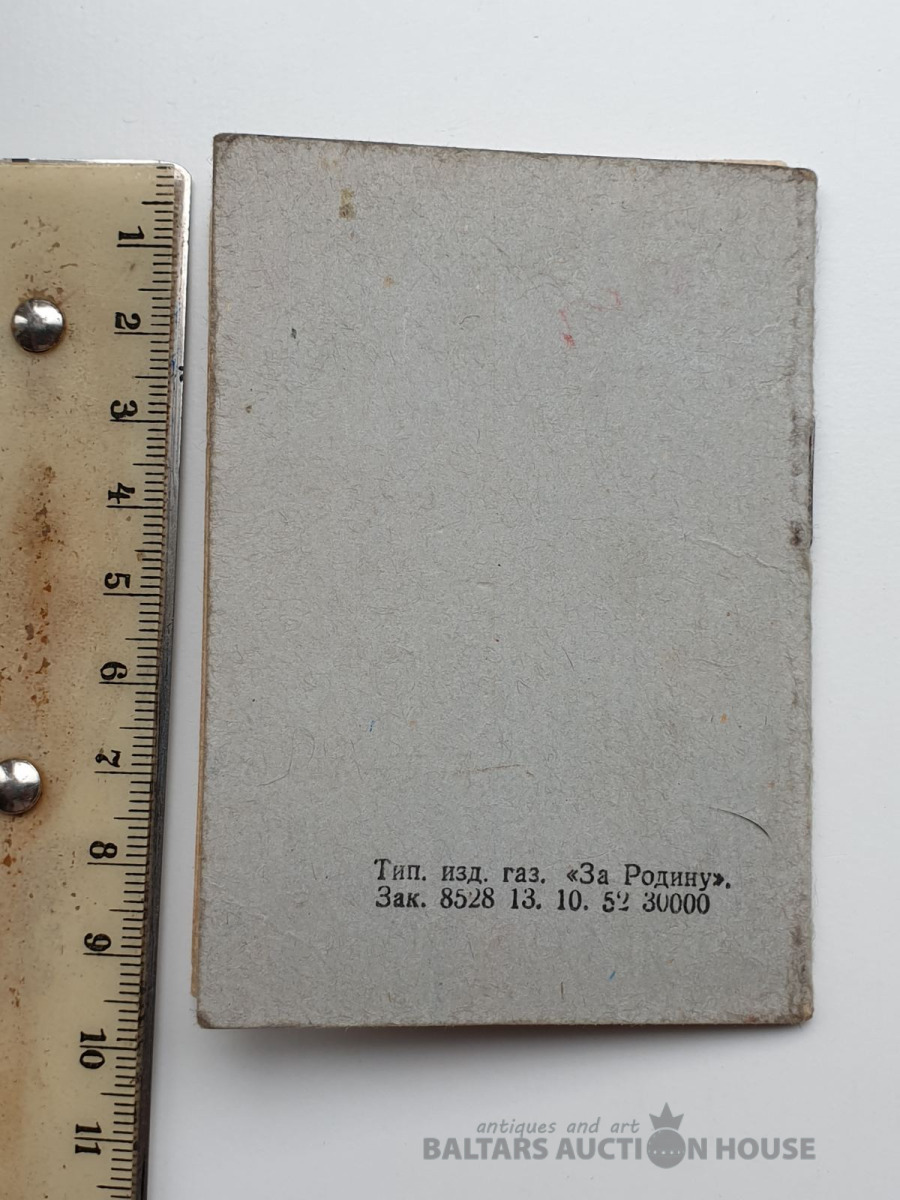 1
2
3
4
5
6
7
8
9
10
11
Тип. изд. газ. «За Родину».
Зак. 8528 13. 10. 52 30000
antiques and art
BALTARS AUCTION HOUSE